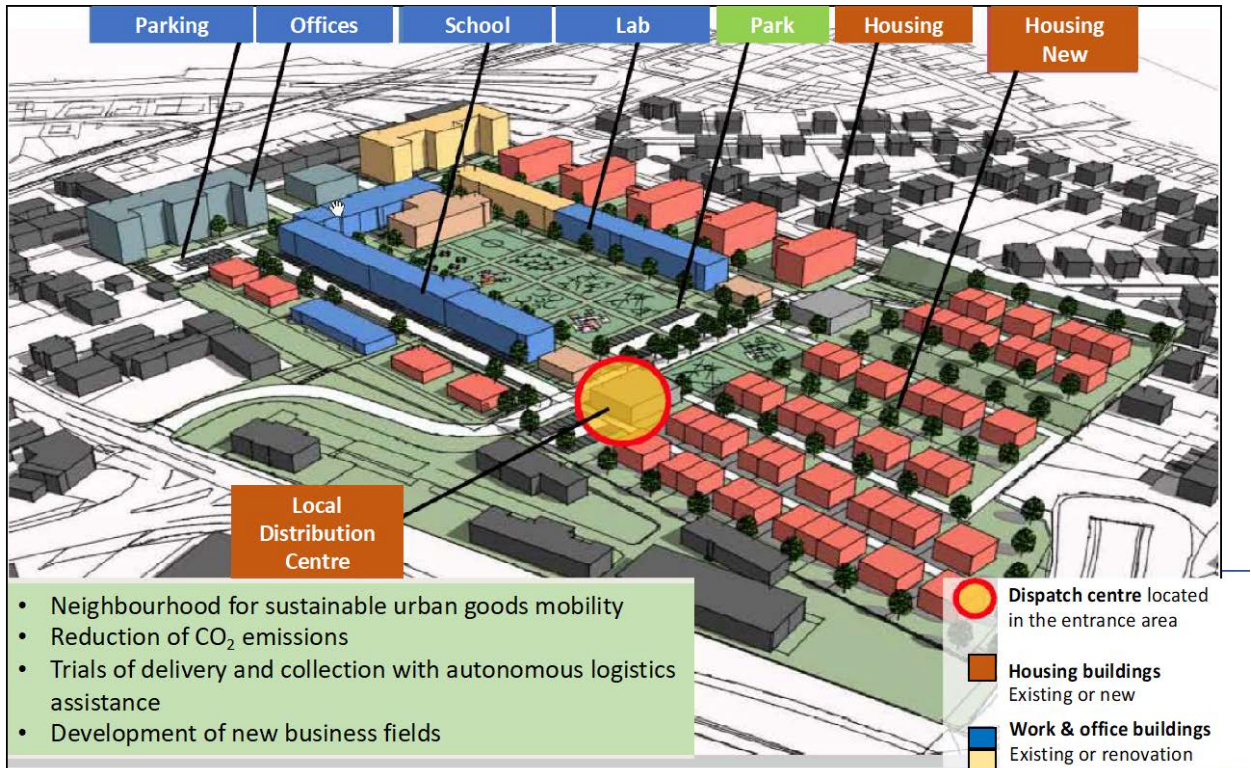 Parking
Offices
School
Lab
Park
Housing
Housing
New
Local
Distribution
Centre
• Neighbourhood for sustainable urban goods mobility
• Reduction of CO₂ emissions
• Trials of delivery and collection with autonomous logistics
assistance
• Development of new business fields
Dispatch centre located
in the entrance area
Housing buildings
Existing or new
Work & office buildings
Existing or renovation